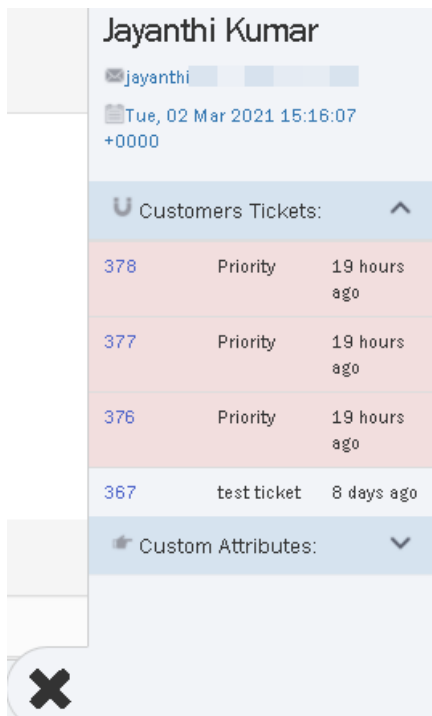 Jayanthi Kumar
jayanthi
Tue, 02 Mar 2021 15:16:07
+0000
Customers Tickets:
378 Priority 19 hours
ago
377 Priority 19 hours
ago
376 Priority 19 hours
ago
367 test ticket 8 days ago
Custom Attributes: